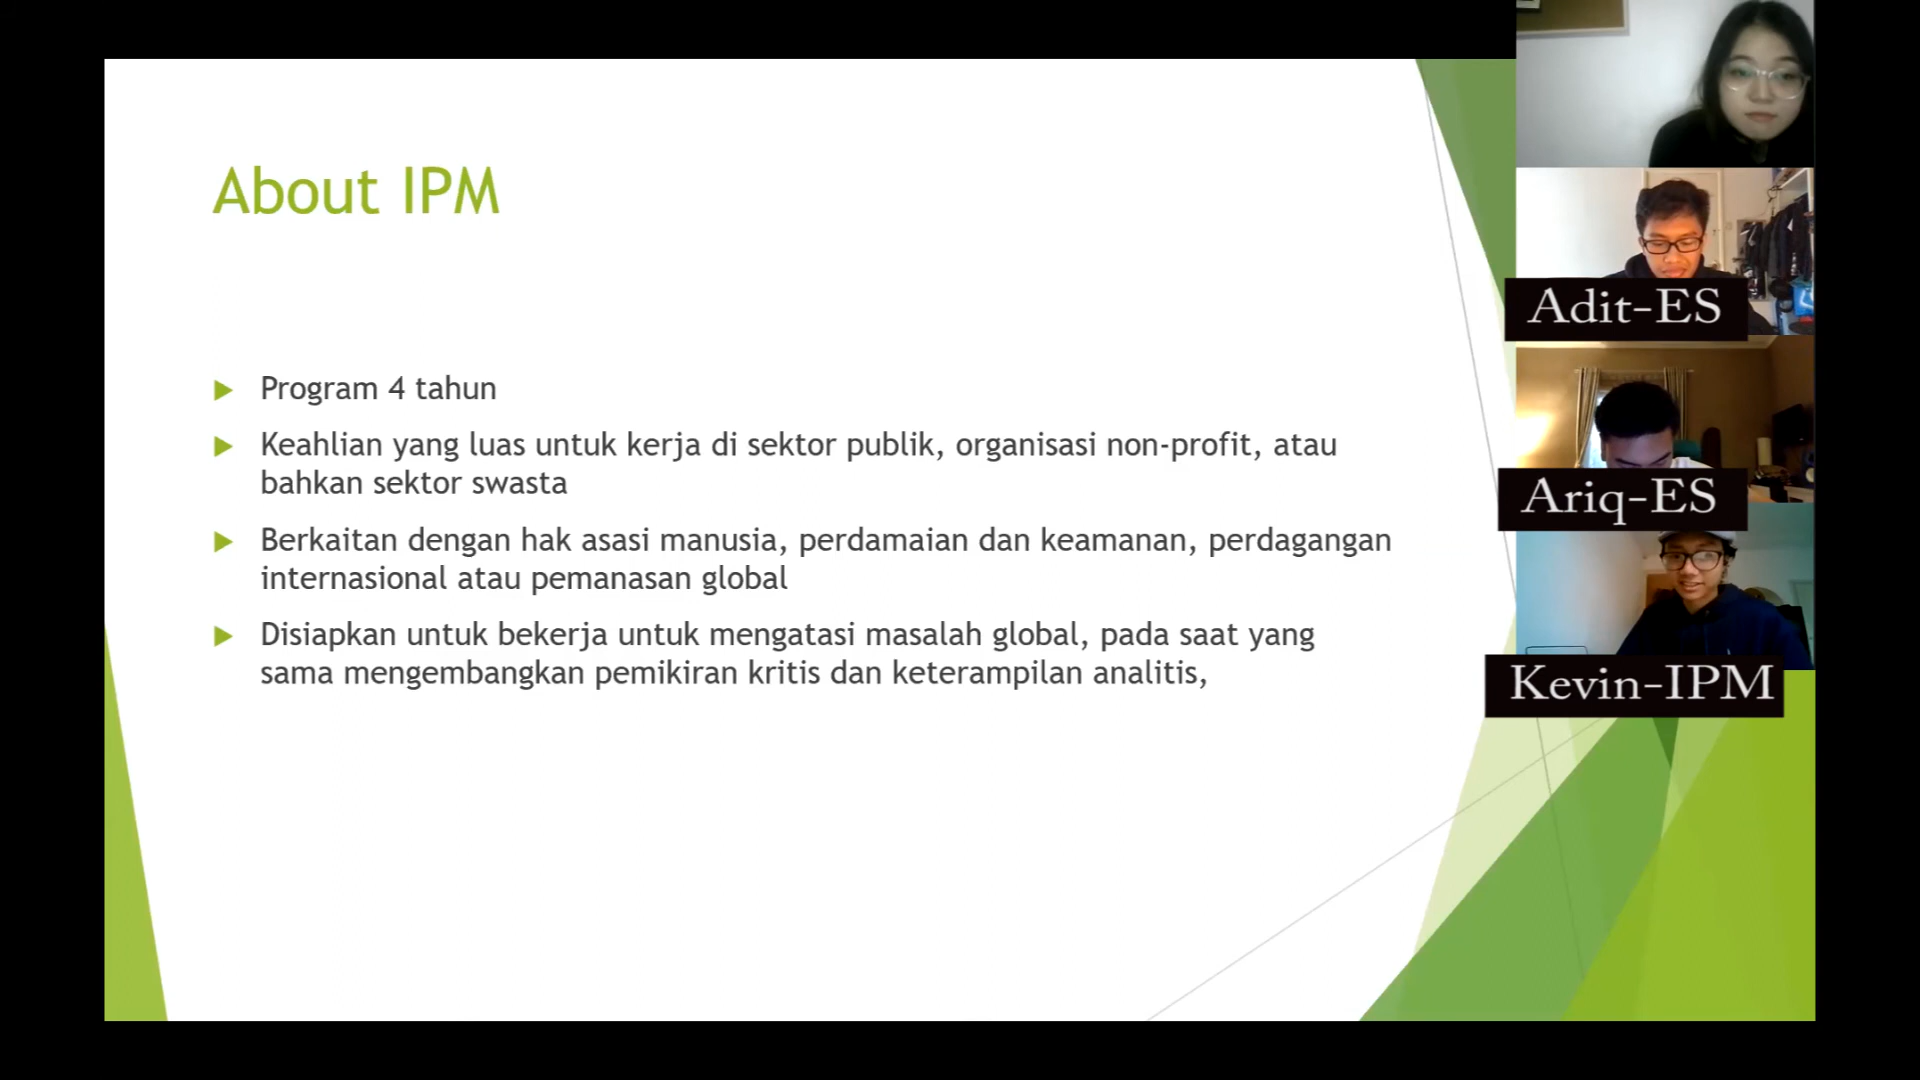 About IPM
Program 4 tahun
Keahlian yang luas untuk kerja di sektor publik, organisasi non-profit, atau
bahkan sektor swasta
Berkaitan dengan hak asasi manusia, perdamaian dan keamanan, perdagangan
internasional atau pemanasan global
Disiapkan untuk bekerja untuk mengatasi masalah global, pada saat yang
sama mengembangkan pemikiran kritis dan keterampilan analitis,
Adit-ES
Ariq-ES
Kevin-IPM